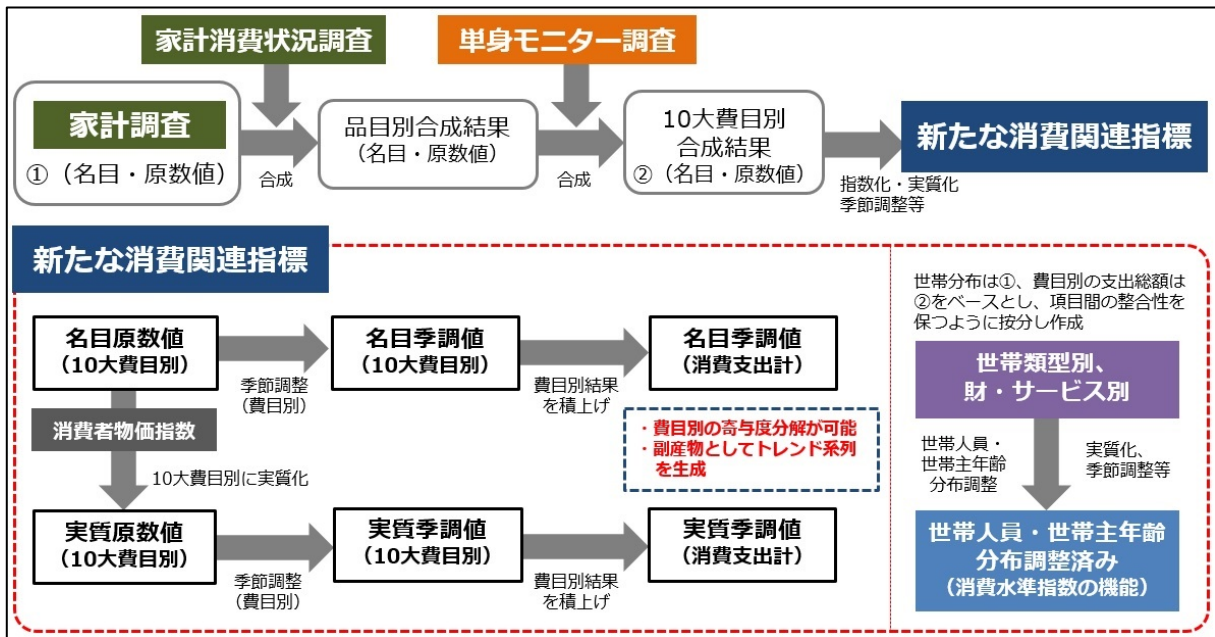 家計消費状況調査
単身モニター調査
家計調査
①（名目・原数値）
合成
品目別合成結果
（名目・原数値）
合成
10大費目別
合成結果
②（名目・原数値）
指数化・実質化
季節調整等
新たな消費関連指標
新たな消費関連指標
名目原数値
（10大費目別）
季節調整
（費目別）
名目季調値
（10大費目別）
費目別結果
を積上げ
名目季調値
（消費支出計）
消費者物価指数
10大費目別に実質化
・費目別の寄与度分解が可能
・副産物としてトレンド系列
を生成
実質原数値
（10大費目別）
季節調整
（費目別）
実質季調値
（10大費目別）
費目別結果
を積上げ
実質季調値
（消費支出計）
世帯分布は①、費目別の支出総額は
②をベースとし、項目間の整合性を
保つように按分し作成
世帯類型別、
財・サービス別
世帯人員・
世帯主年齢
分布調整
実質化、
季節調整等
世帯人員・世帯主年齢
分布調整済み
（消費水準指数の機能）